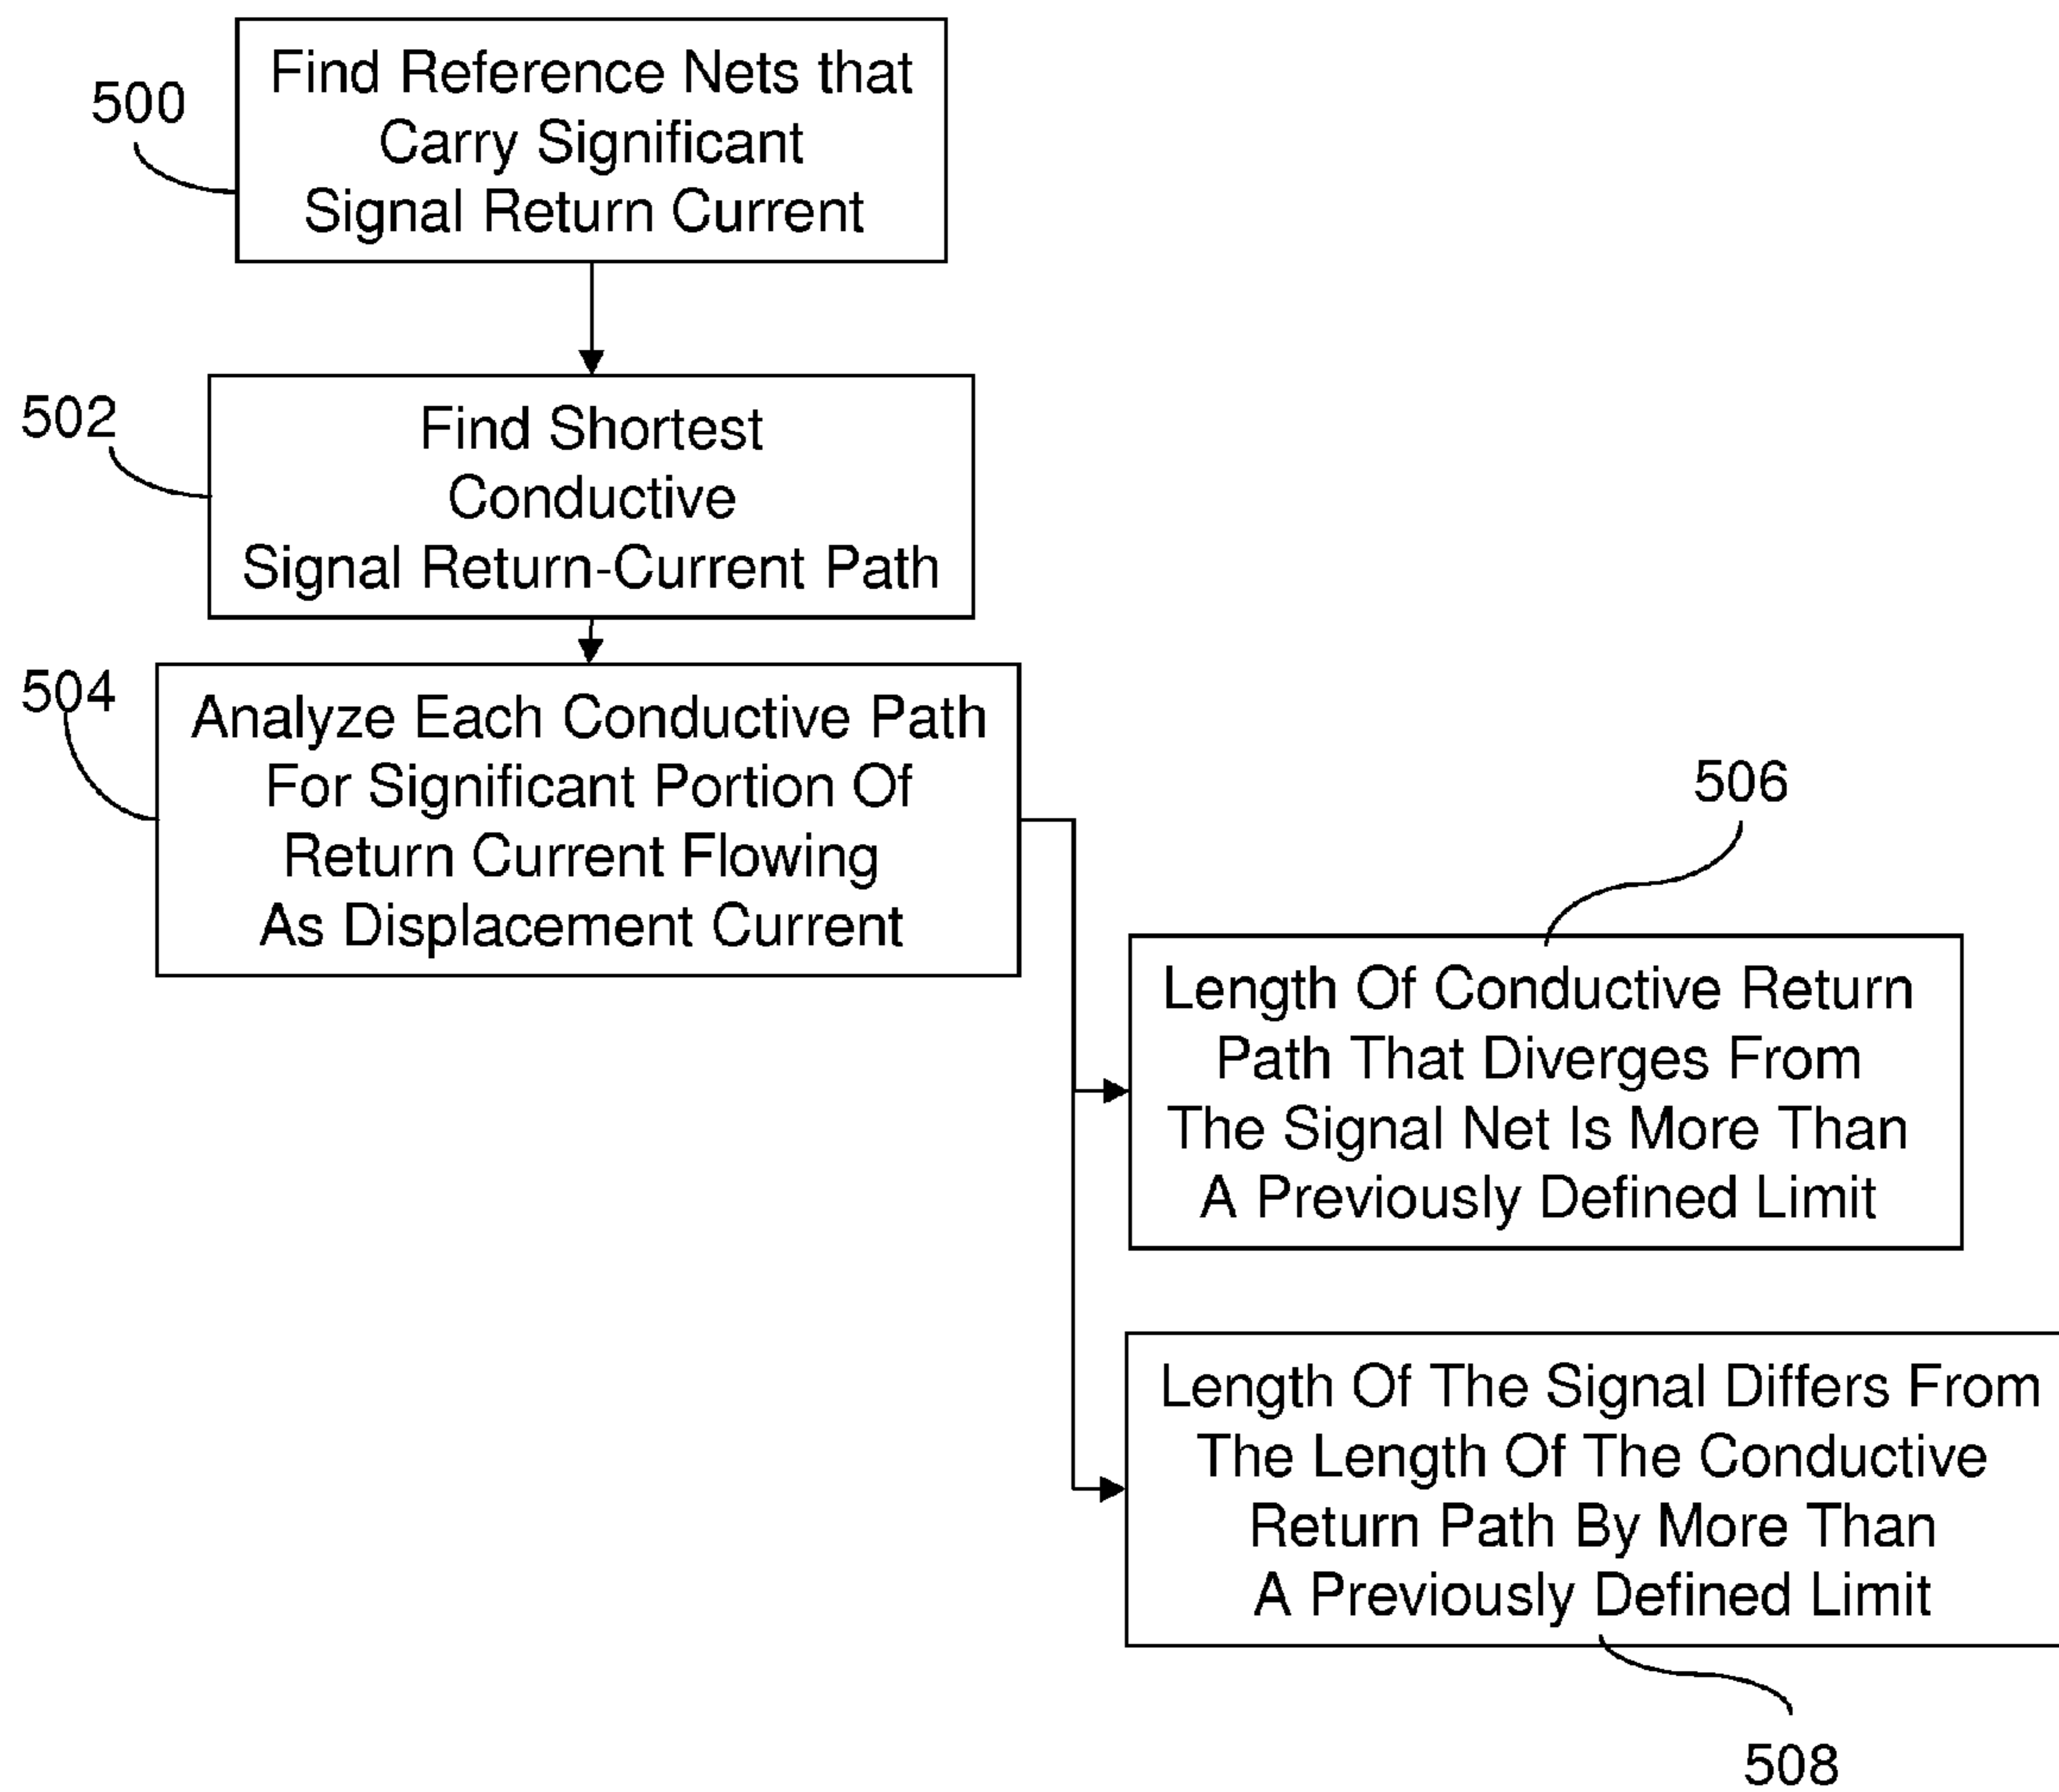 500
Find Reference Nets that
Carry Significant
Signal Return Current
502
Find Shortest
Conductive
Signal Return-Current Path
504
Analyze Each Conductive Path
For Significant Portion Of
Return Current Flowing
As Displacement Current
506
Length Of Conductive Return
Path That Diverges From
The Signal Net Is More Than
A Previously Defined Limit
Length Of The Signal Differs From
The Length Of The Conductive
Return Path By More Than
A Previously Defined Limit
508